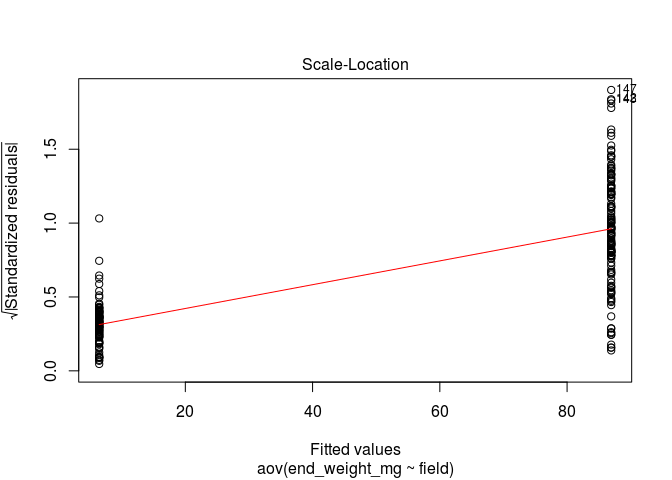 Scale-Location
147
143
1.5
1.0
0.5
0.0
√|Standardized residuals|
20 40 60 80
Fitted values
aov(end_weight_mg ~ field)